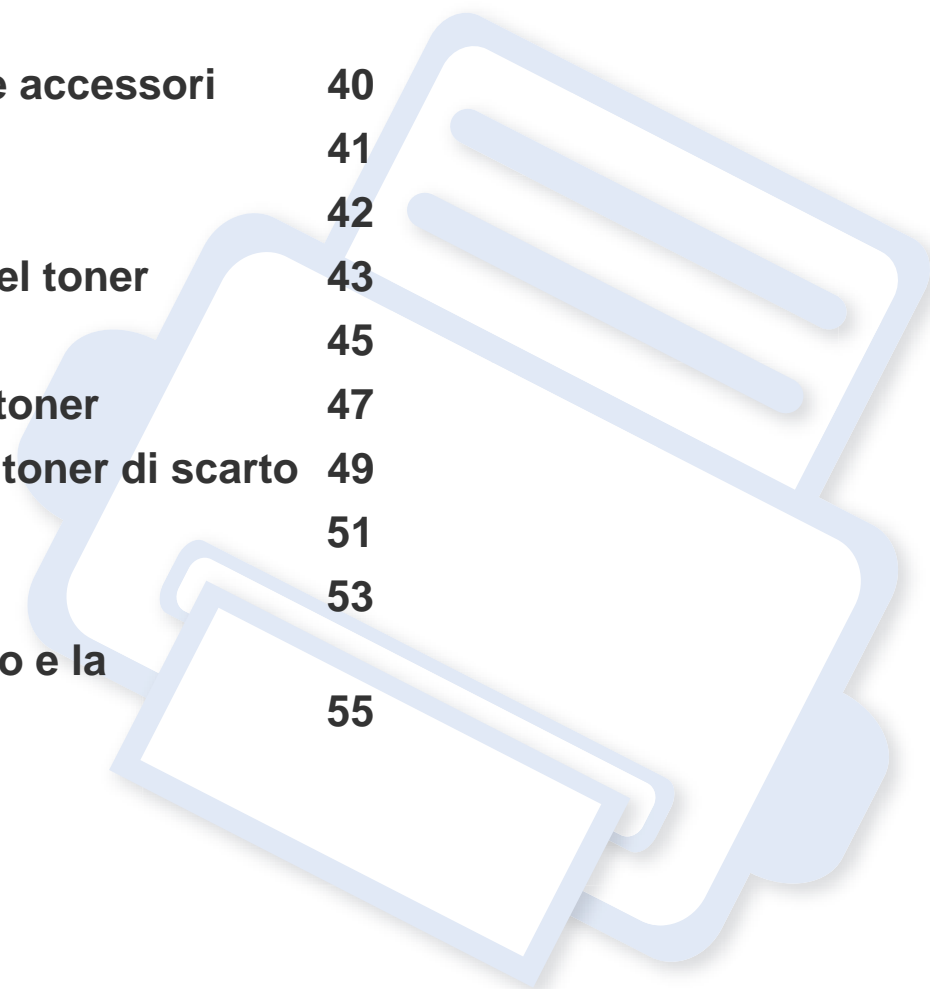 e accessori 40
41
42
el toner 43
45
toner 47
toner di scarto 49
51
53
o e la
55